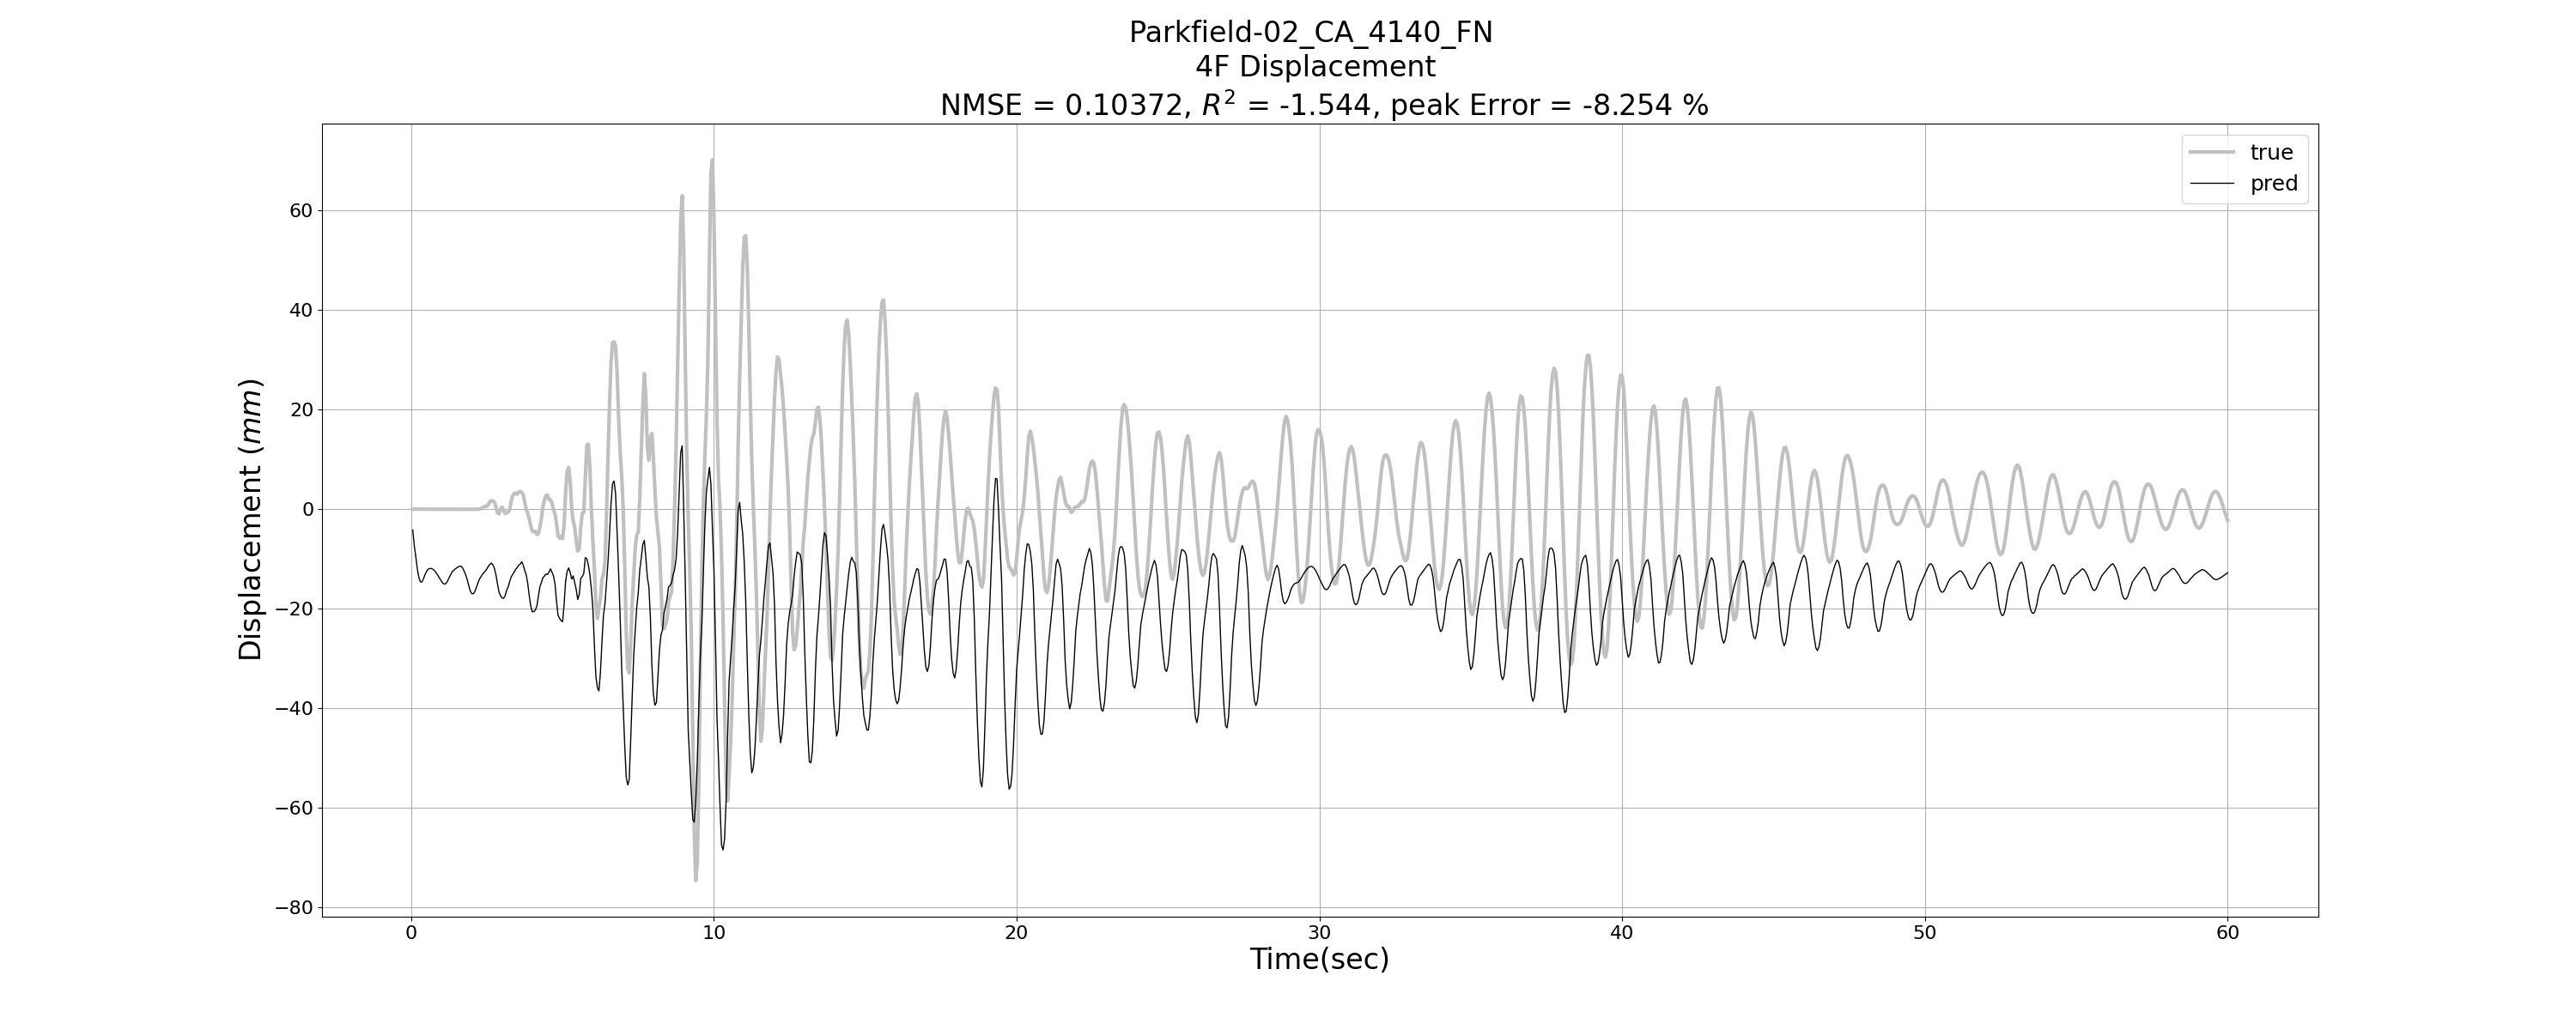 Parkfield-02_CA_4140_FN
4F Displacement
NMSE = 0.10372, R² = -1.544, peak Error = -8.254 %
true
pred
Displacement (mm)
60
40
20
0
−20
−40
−60
−80
0 10 20 30 40 50 60
Time(sec)